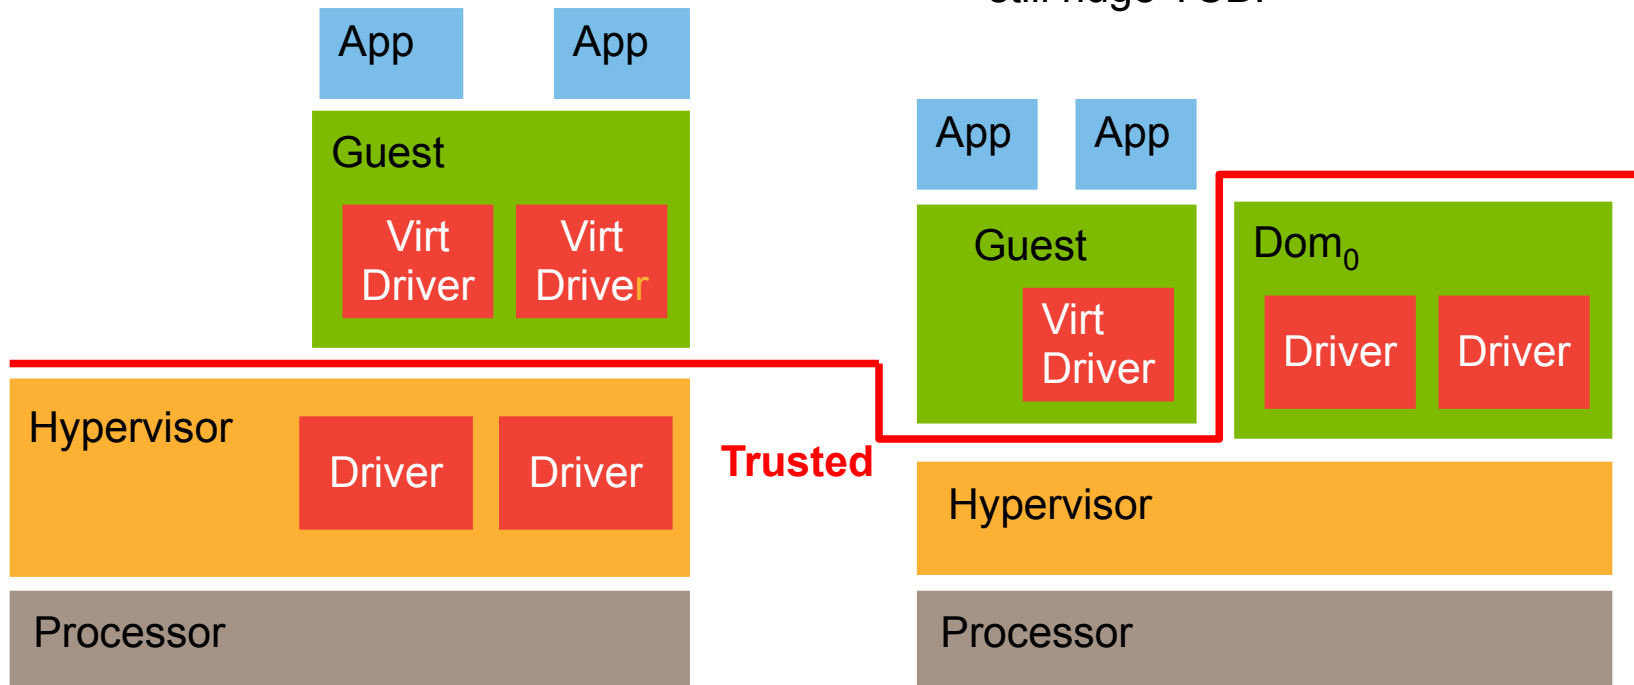 App
App
Guest
Virt
Driver
Virt
Driver
Hypervisor
Driver
Driver
Processor
Trusted
App
App
Guest
Virt
Driver
Dom₀
Driver
Driver
Hypervisor
Processor